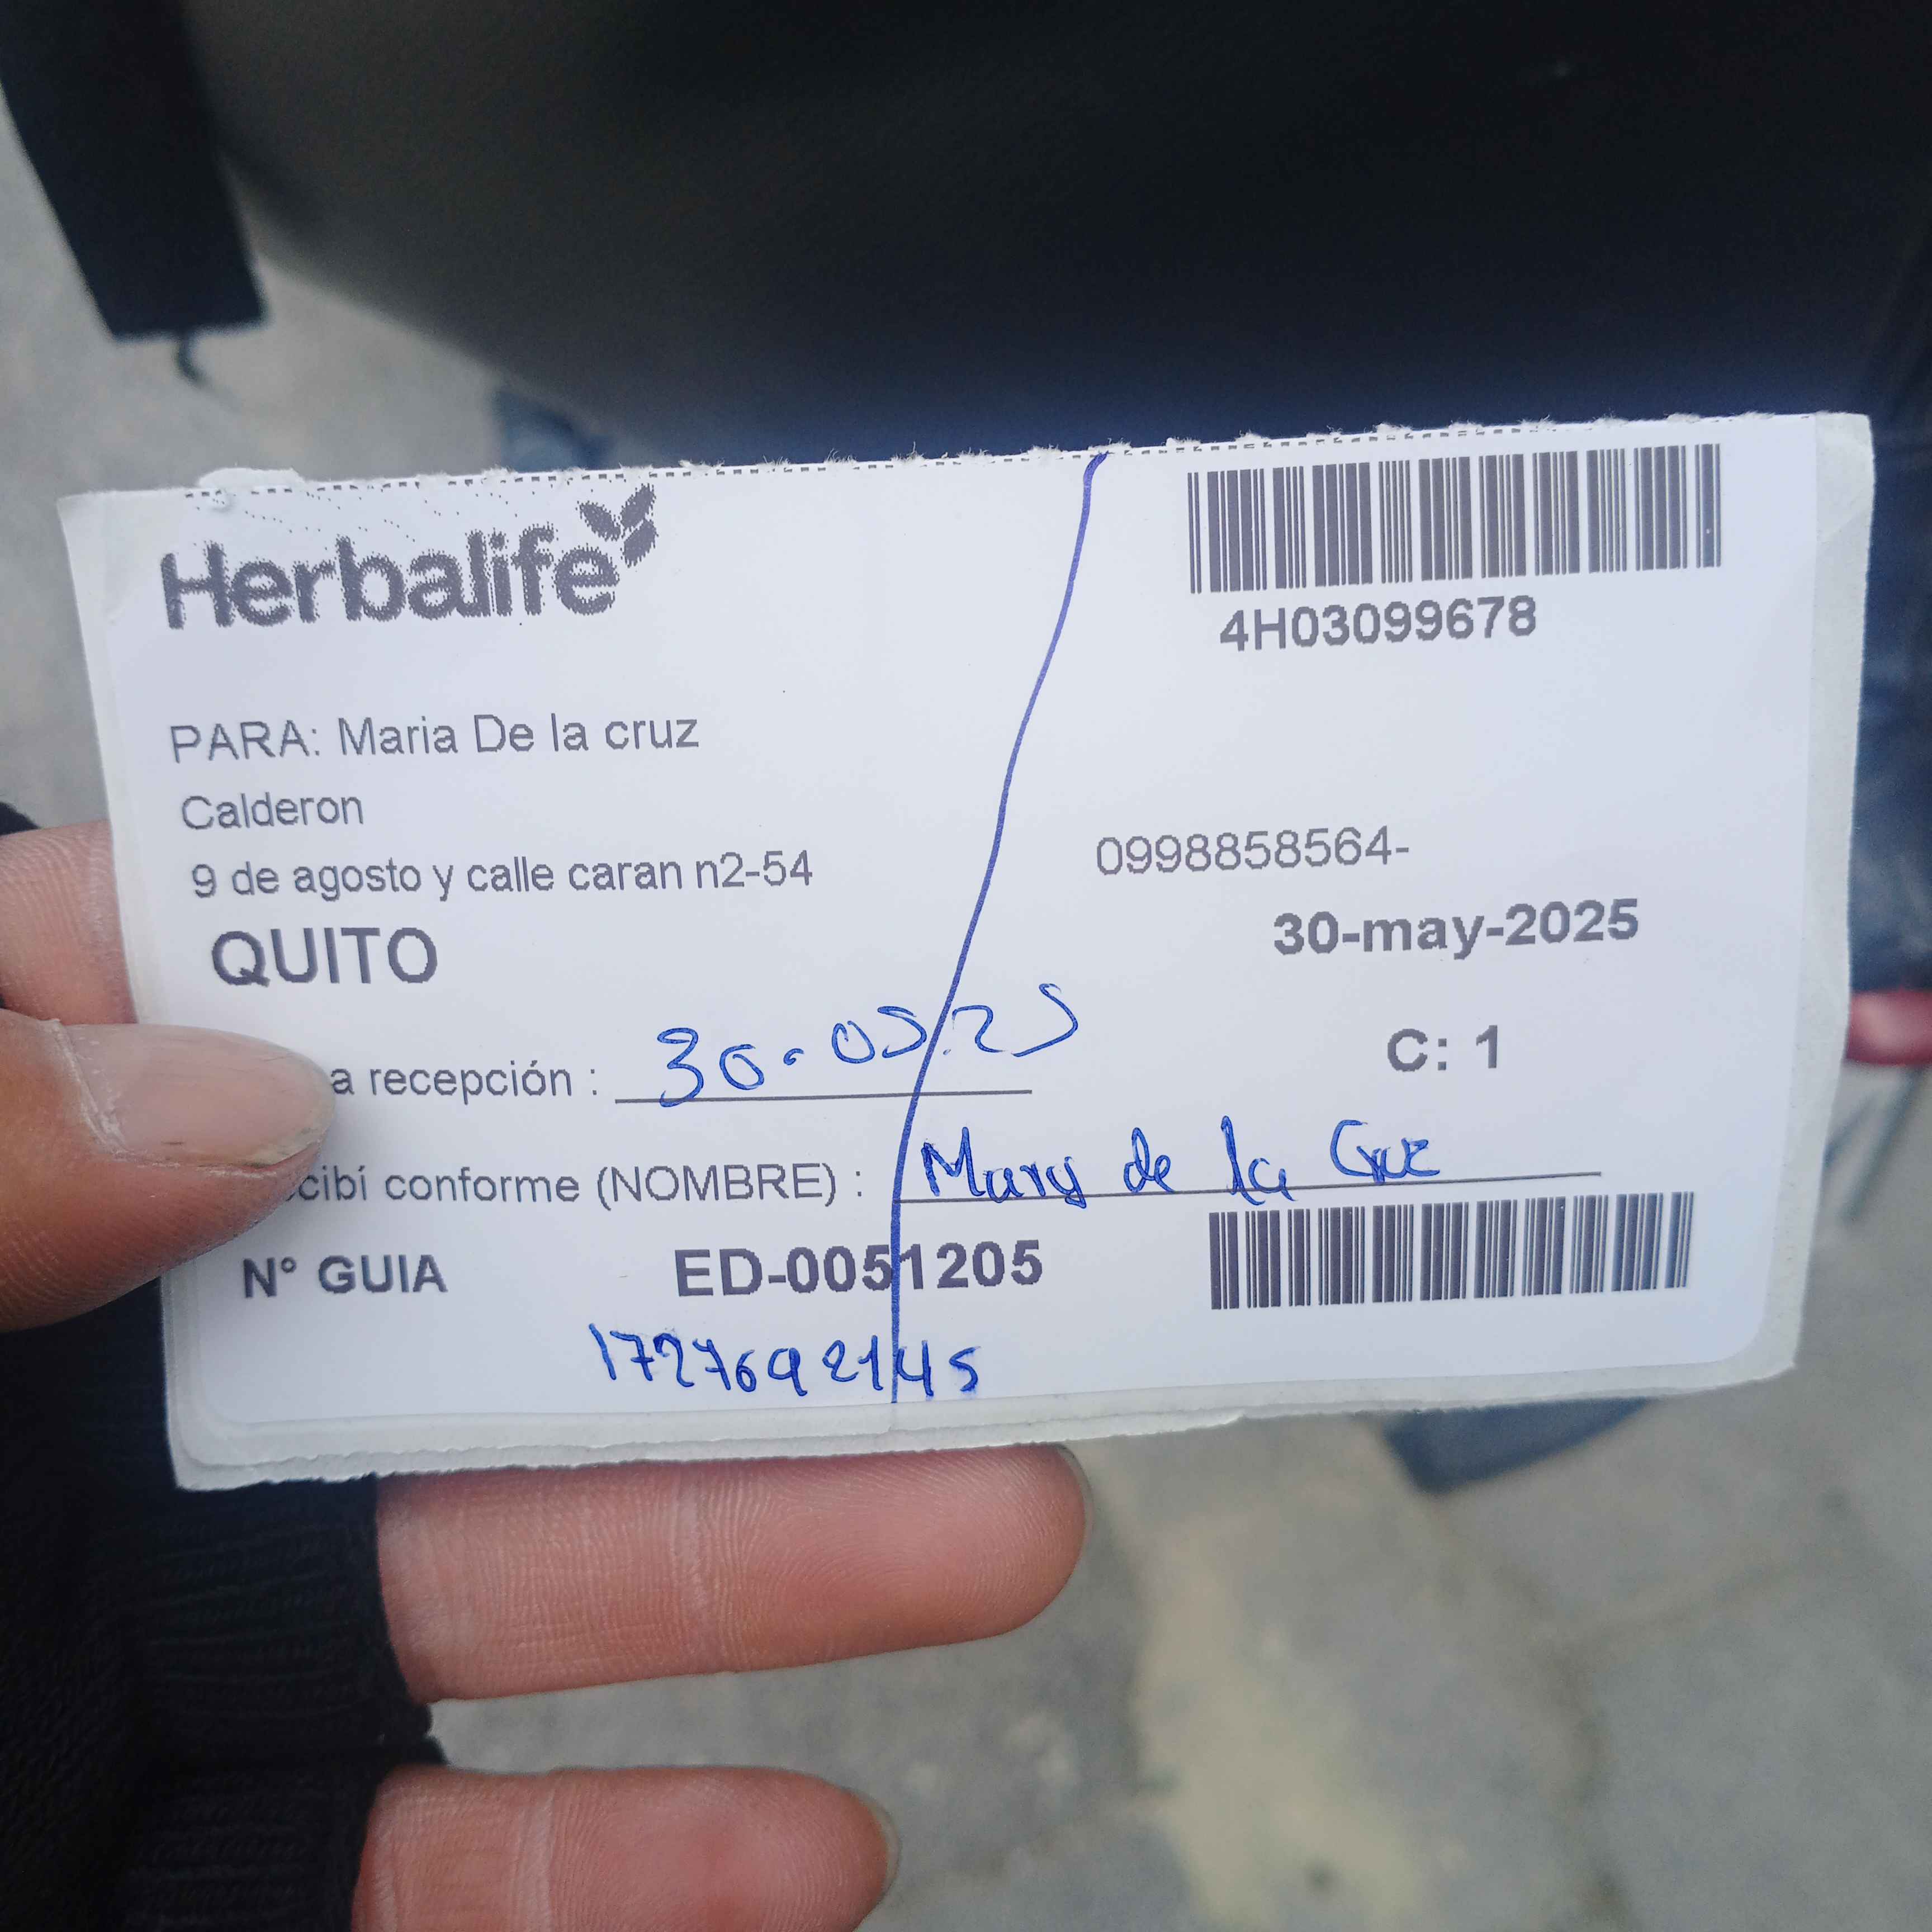 Herbalife
4H03099678
PARA: Maria De la cruz
Calderon
9 de agosto y calle caran n2-54
0998858564-
QUITO
30-may-2025
a recepción : 30-05.25
C: 1
cibí conforme (NOMBRE) : Mary de la Cruz
N° GUIA ED-0051205
1727692145